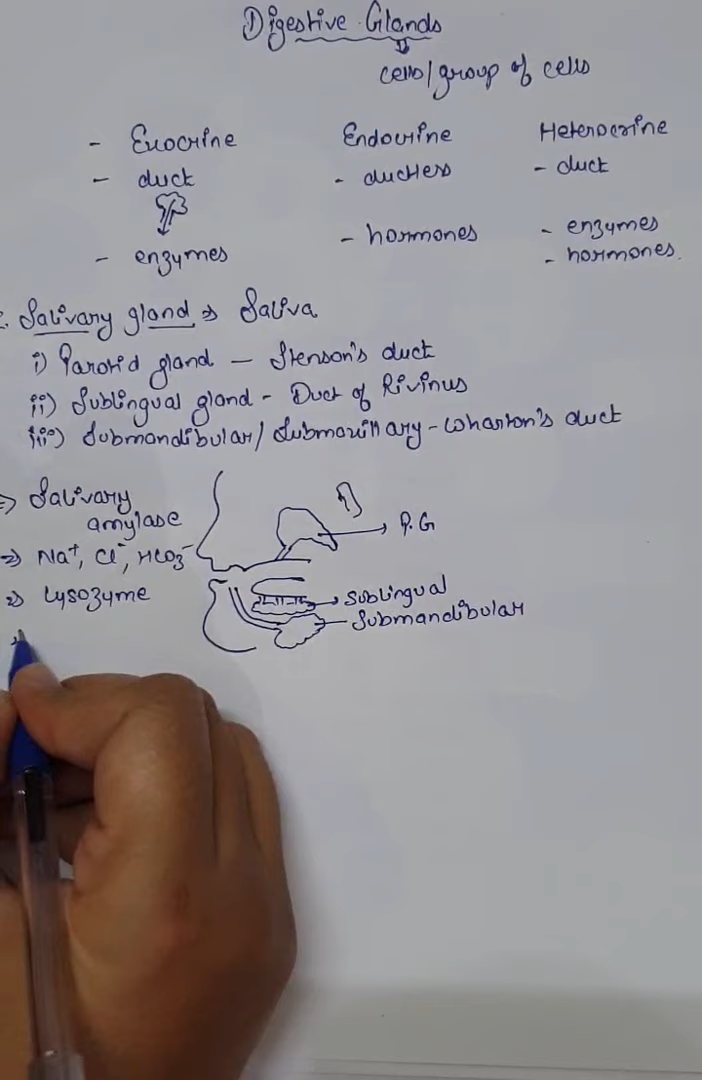 Digestive Glands
cells/group of cells
- Exocrine Endocrine Heterocrine
- duct - ductless - duct
- enzymes - hormones - enzymes
- hormones.
Salivary gland ⇒ Saliva
i) Parotid gland — Stenson's duct
ii) Sublingual gland - Duct of Rivinus
iii) Submandibular/Submaxillary - Wharton's duct
⇒ Salivary
amylase
⇒ Na⁺, Cl⁻, HCO₃⁻
⇒ Lysozyme
P.G
Sublingual
Submandibular